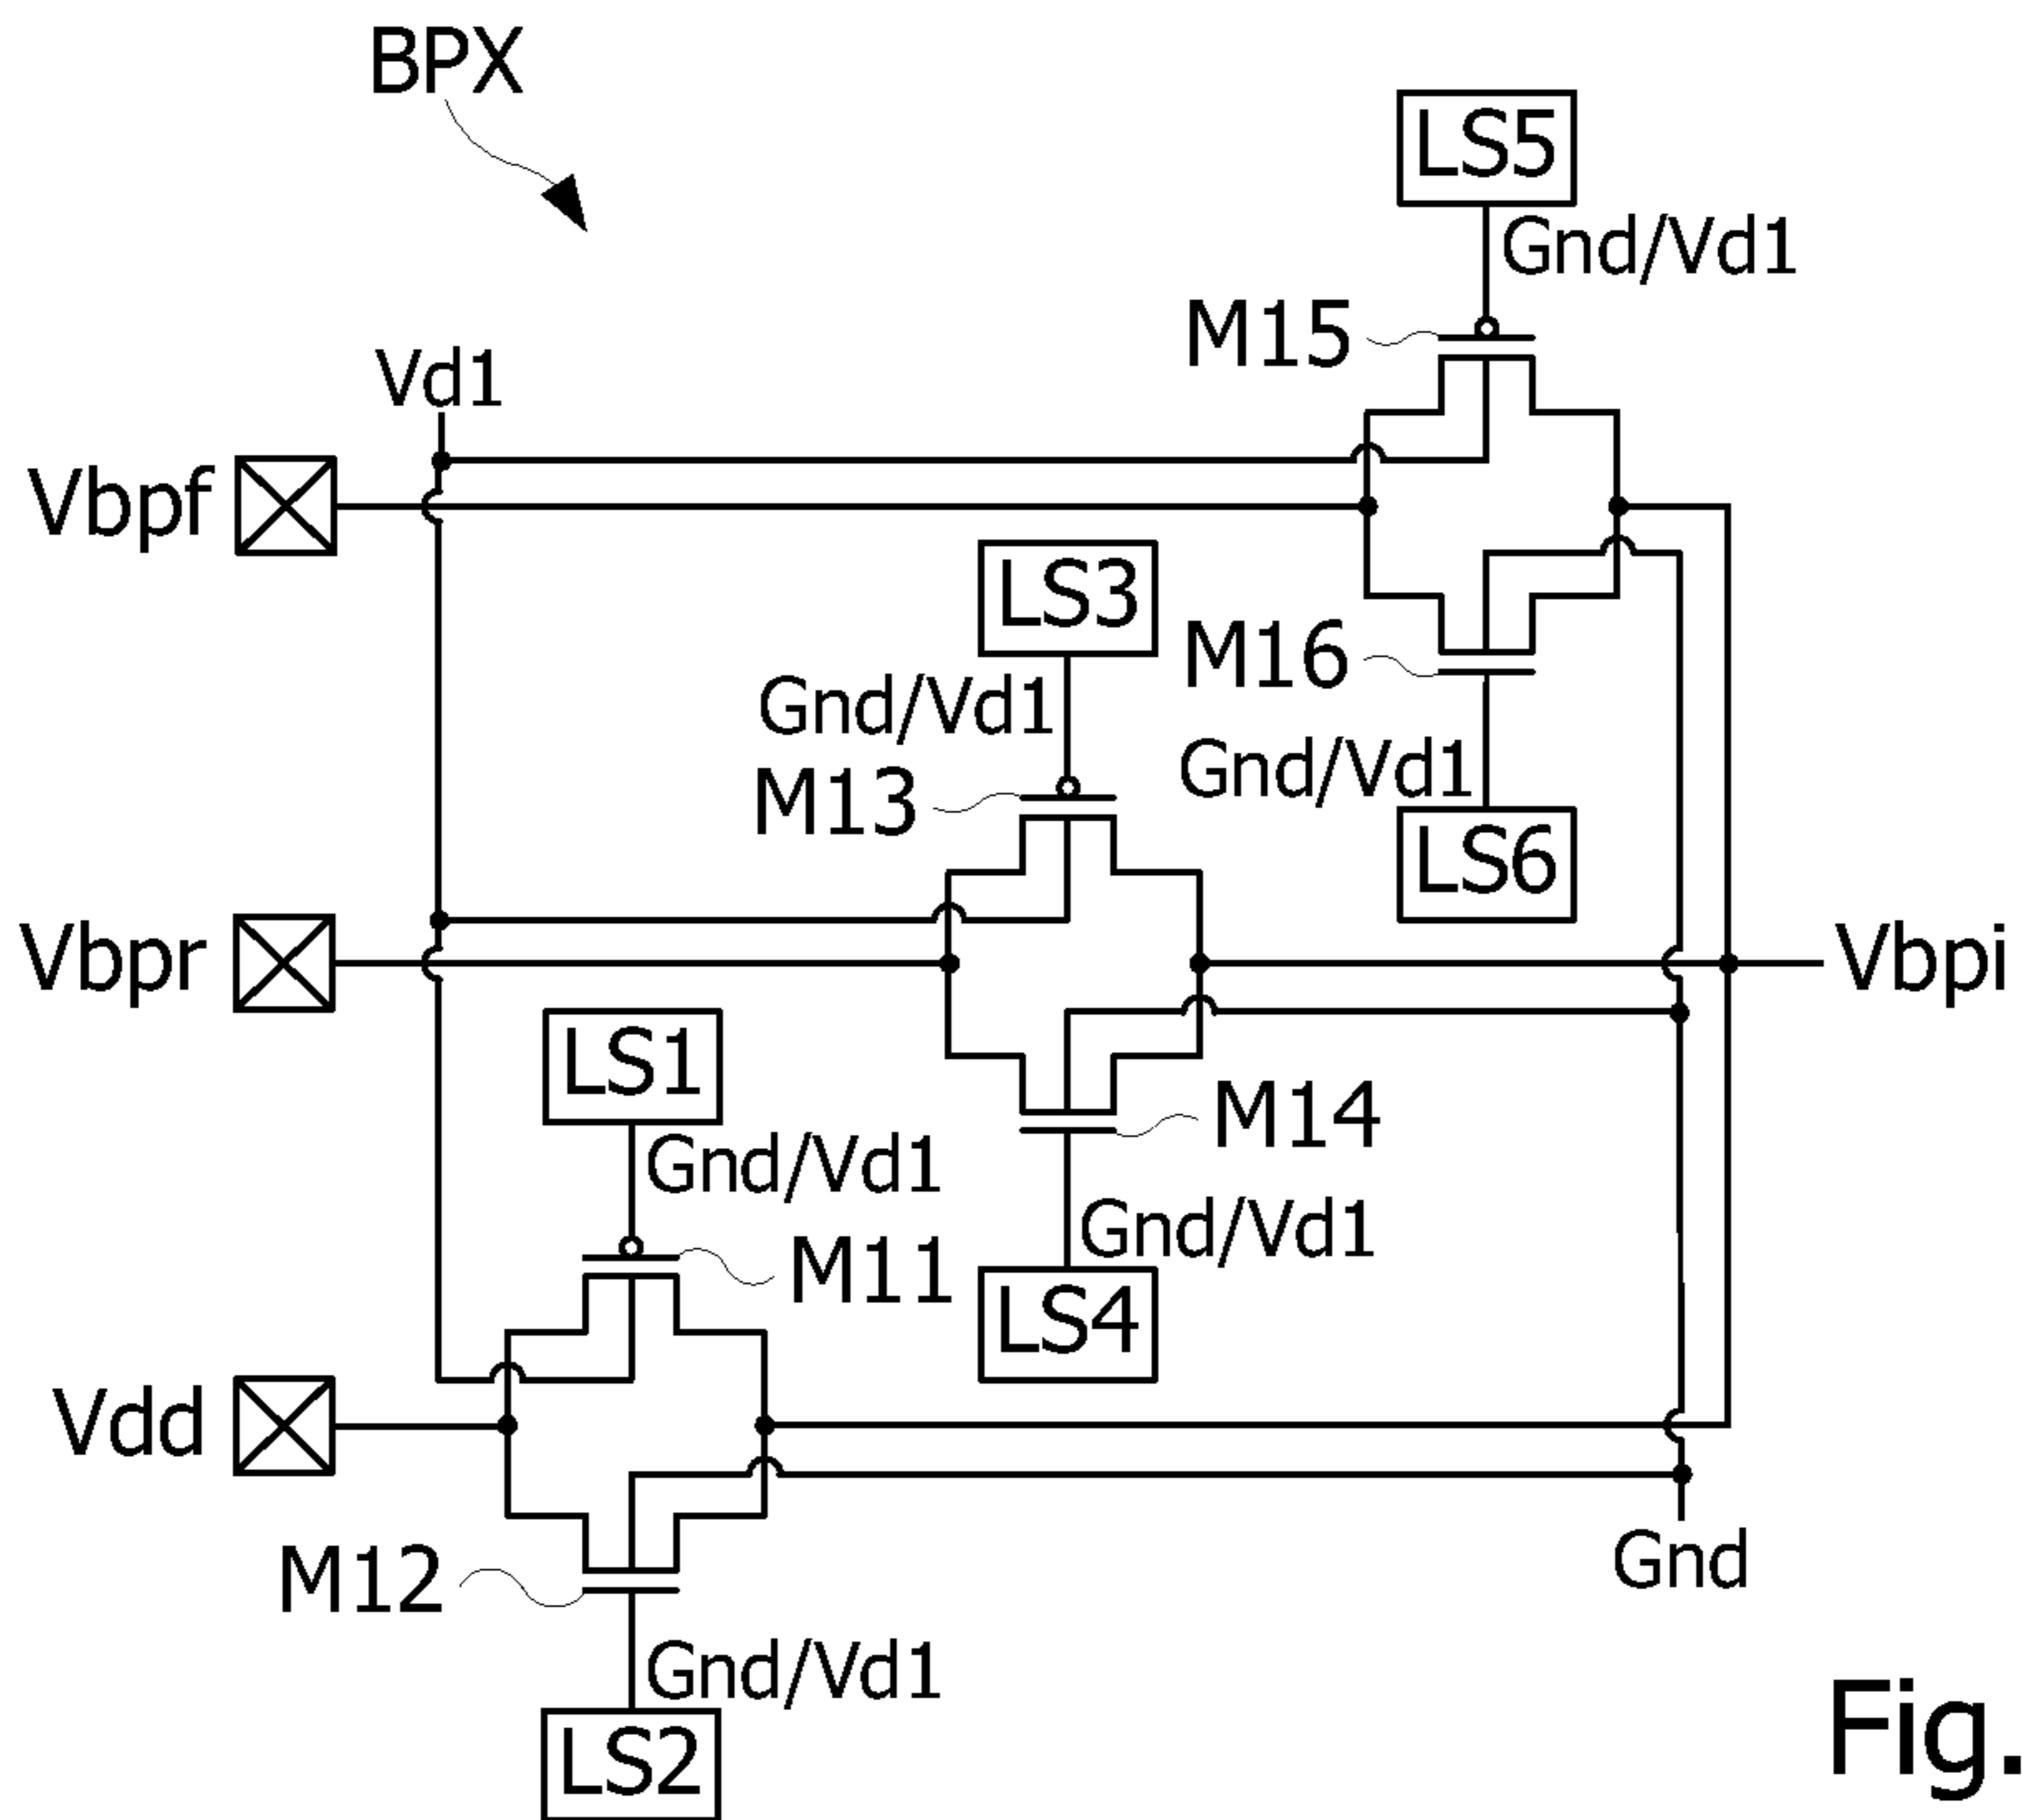 BPX
LS5
Gnd/Vd1
M15
Vd1
Vbpf
LS3
M16
Gnd/Vd1
Gnd/Vd1
M13
LS6
Vbpr
Vbpi
LS1
M14
Gnd/Vd1
Gnd/Vd1
M11
LS4
Vdd
M12
Gnd
Gnd/Vd1
LS2
Fig.